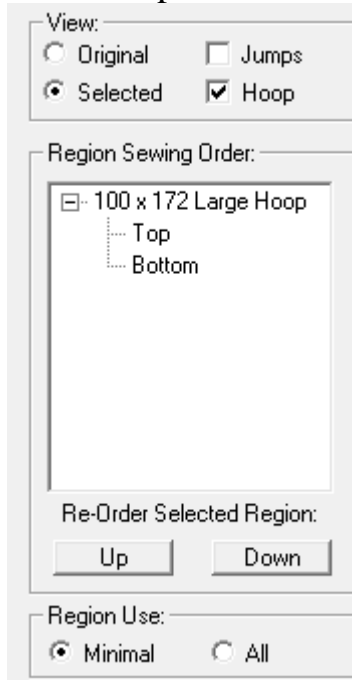 View:
Original Jumps
Selected Hoop
Region Sewing Order:
100 x 172 Large Hoop
Top
Bottom
Re-Order Selected Region:
Up Down
Region Use:
Minimal All